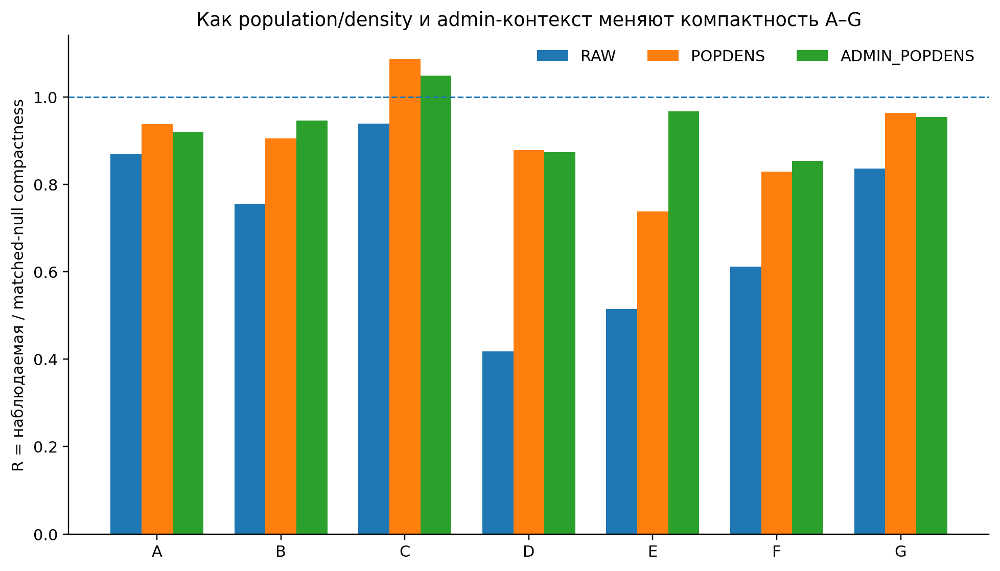 Как population/density и admin-контекст меняют компактность A–G
RAW
POPDENS
ADMIN_POPDENS
R = наблюдаемая / matched-null compactness
1.0
0.8
0.6
0.4
0.2
0.0
A
B
C
D
E
F
G